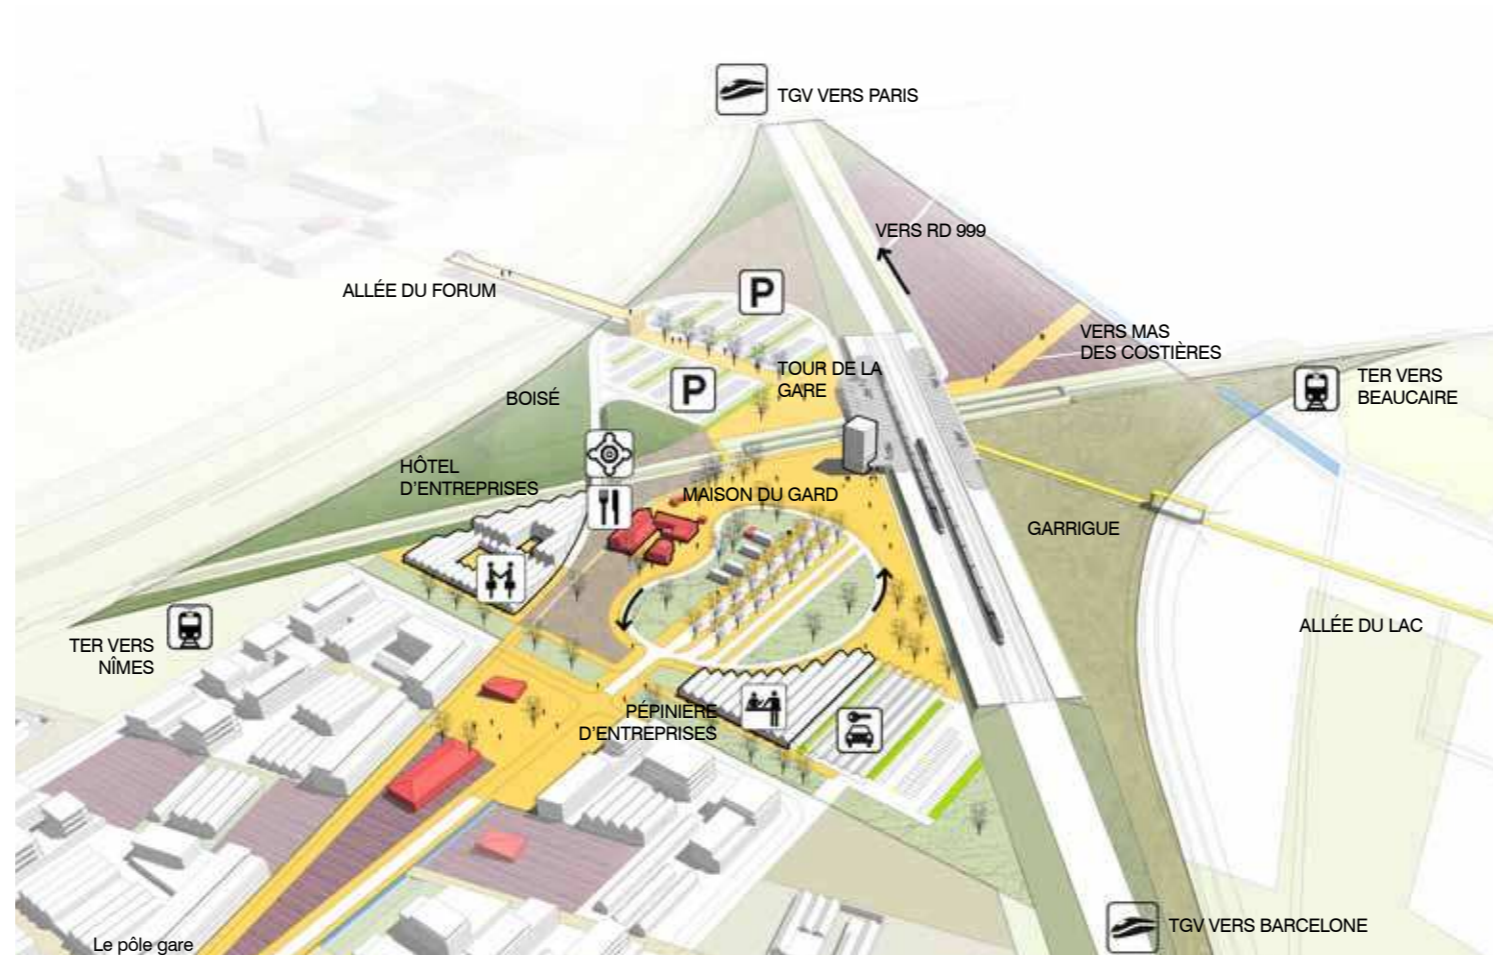 TGV VERS PARIS
VERS RD 999
ALLÉE DU FORUM
P
VERS MAS
DES COSTIÈRES
TOUR DE LA
GARE
TER VERS
BEAUCAIRE
P
BOISÉ
HÔTEL
D'ENTREPRISES
MAISON DU GARD
GARRIGUE
ALLÉE DU LAC
TER VERS
NÎMES
PÉPINIERE
D'ENTREPRISES
TGV VERS BARCELONE
Le pôle gare